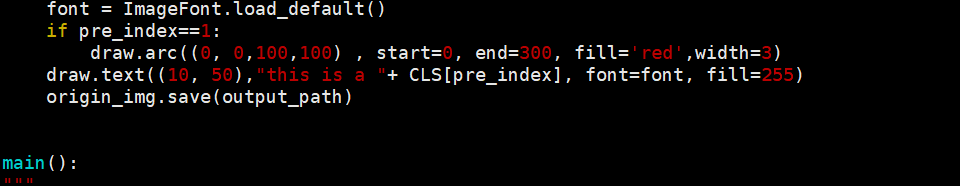 font = ImageFont.load_default()
if pre_index==1:
draw.arc((0, 0,100,100) , start=0, end=300, fill='red',width=3)
draw.text((10, 50),"this is a "+ CLS[pre_index], font=font, fill=255)
origin_img.save(output_path)
main():
"""